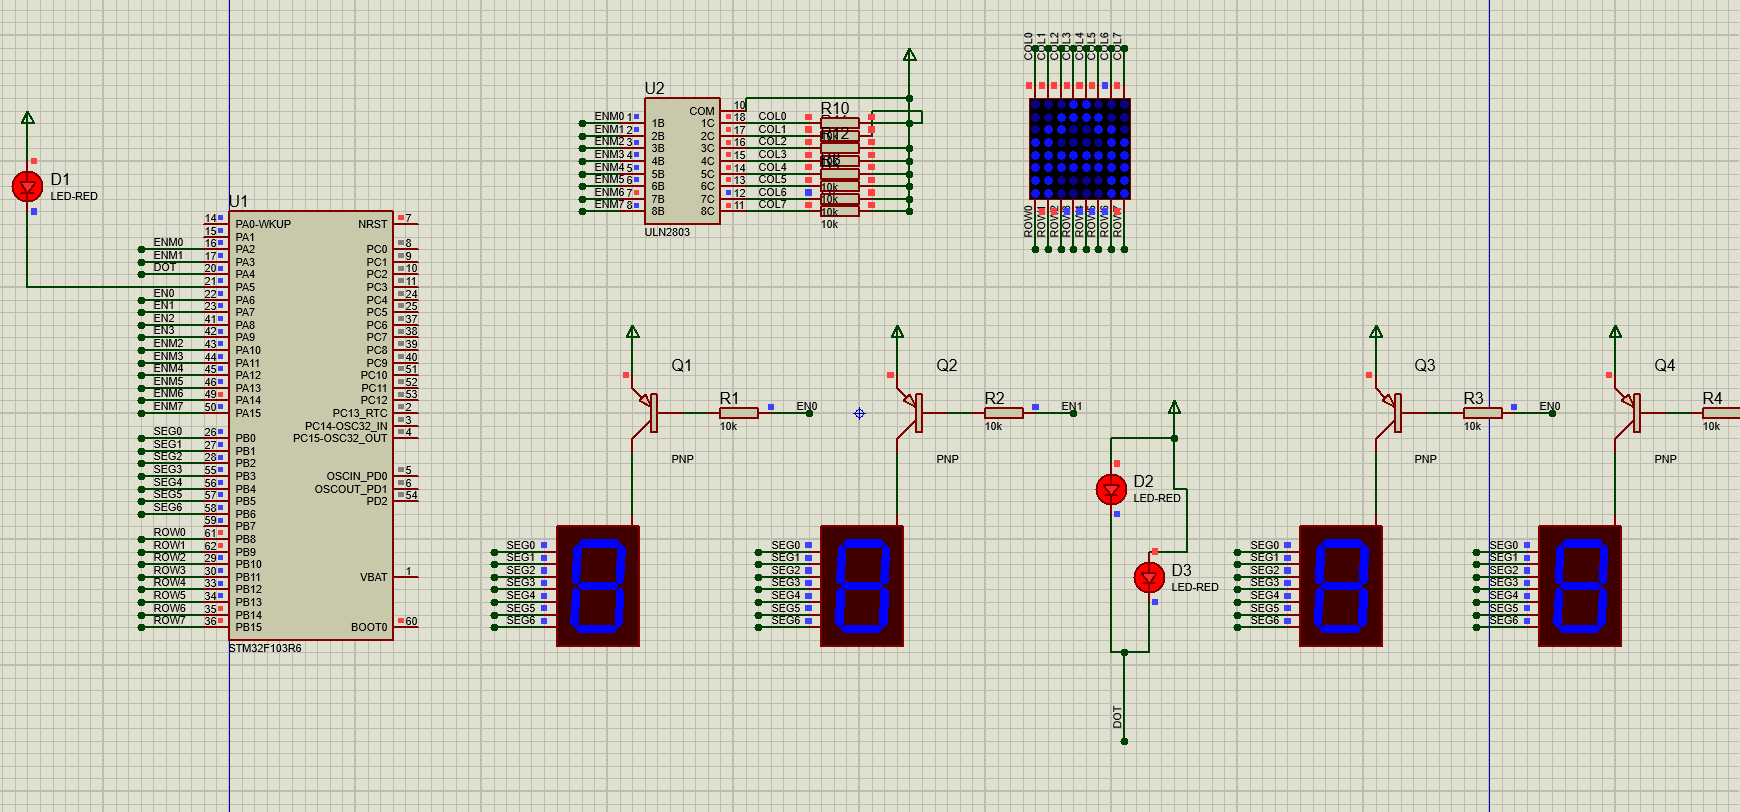 D1
LED-RED
U1
14
15
16
17
20
21
22
23
41
42
43
44
45
46
49
50
26
27
28
55
56
57
58
59
61
62
29
30
33
34
35
36
ENM0
ENM1
DOT
EN0
EN1
EN2
EN3
ENM2
ENM3
ENM4
ENM5
ENM6
ENM7
SEG0
SEG1
SEG2
SEG3
SEG4
SEG5
SEG6
ROW0
ROW1
ROW2
ROW3
ROW4
ROW5
ROW6
ROW7
PA0-WKUP
PA1
PA2
PA3
PA4
PA5
PA6
PA7
PA8
PA9
PA10
PA11
PA12
PA13
PA14
PA15
PB0
PB1
PB2
PB3
PB4
PB5
PB6
PB7
PB8
PB9
PB10
PB11
PB12
PB13
PB14
PB15
NRST
PC0
PC1
PC2
PC3
PC4
PC5
PC6
PC7
PC8
PC9
PC10
PC11
PC12
PC13_RTC
PC14-OSC32_IN
PC15-OSC32_OUT
OSCIN_PD0
OSCOUT_PD1
PD2
VBAT
BOOT0
7
8
9
10
11
24
25
37
38
39
40
51
52
53
2
3
4
5
6
54
1
60
STM32F103R6
U2
ENM0 1
ENM1 2
ENM2 3
ENM3 4
ENM4 5
ENM5 6
ENM6 7
ENM7 8
1B
2B
3B
4B
5B
6B
7B
8B
COM
1C
2C
3C
4C
5C
6C
7C
8C
10
18
17
16
15
14
13
12
11
COL0
COL1
COL2
COL3
COL4
COL5
COL6
COL7
ULN2803
R10
10k
10k
10k
10k
COL0
COL1
COL2
COL3
COL4
COL5
COL6
COL7
ROW0
Q1
R1
10k
EN0
PNP
SEG0
SEG1
SEG2
SEG3
SEG4
SEG5
SEG6
Q2
R2
10k
EN1
PNP
SEG0
SEG1
SEG2
SEG3
SEG4
SEG5
SEG6
D2
LED-RED
D3
LED-RED
DOT
Q3
R3
10k
EN0
PNP
SEG0
SEG1
SEG2
SEG3
SEG4
SEG5
SEG6
Q4
R4
10k
PNP
SEG0
SEG1
SEG2
SEG3
SEG4
SEG5
SEG6